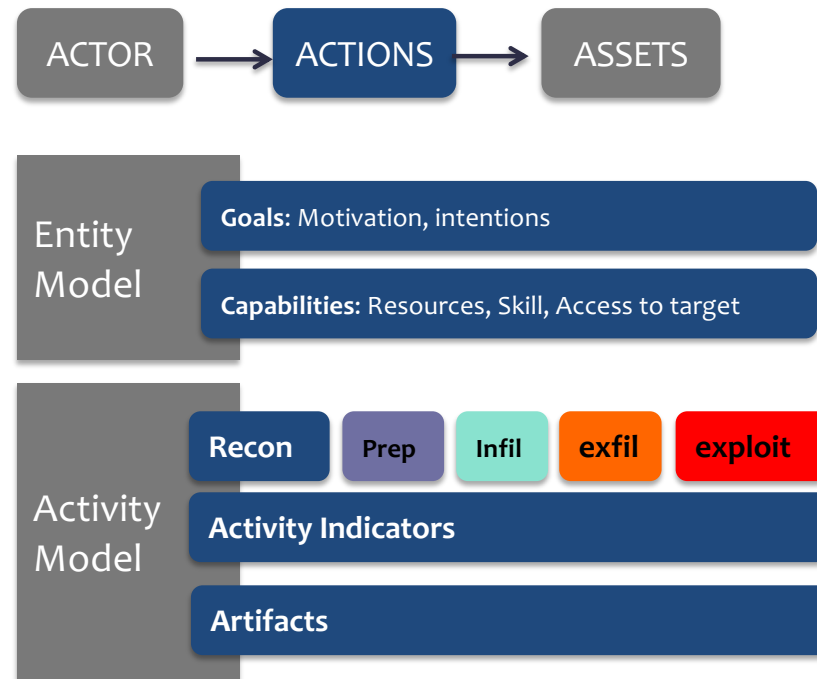 ACTOR
ACTIONS
ASSETS
Entity
Model
Goals: Motivation, intentions
Capabilities: Resources, Skill, Access to target
Activity
Model
Recon
Prep
Infil
exfil
exploit
Activity Indicators
Artifacts